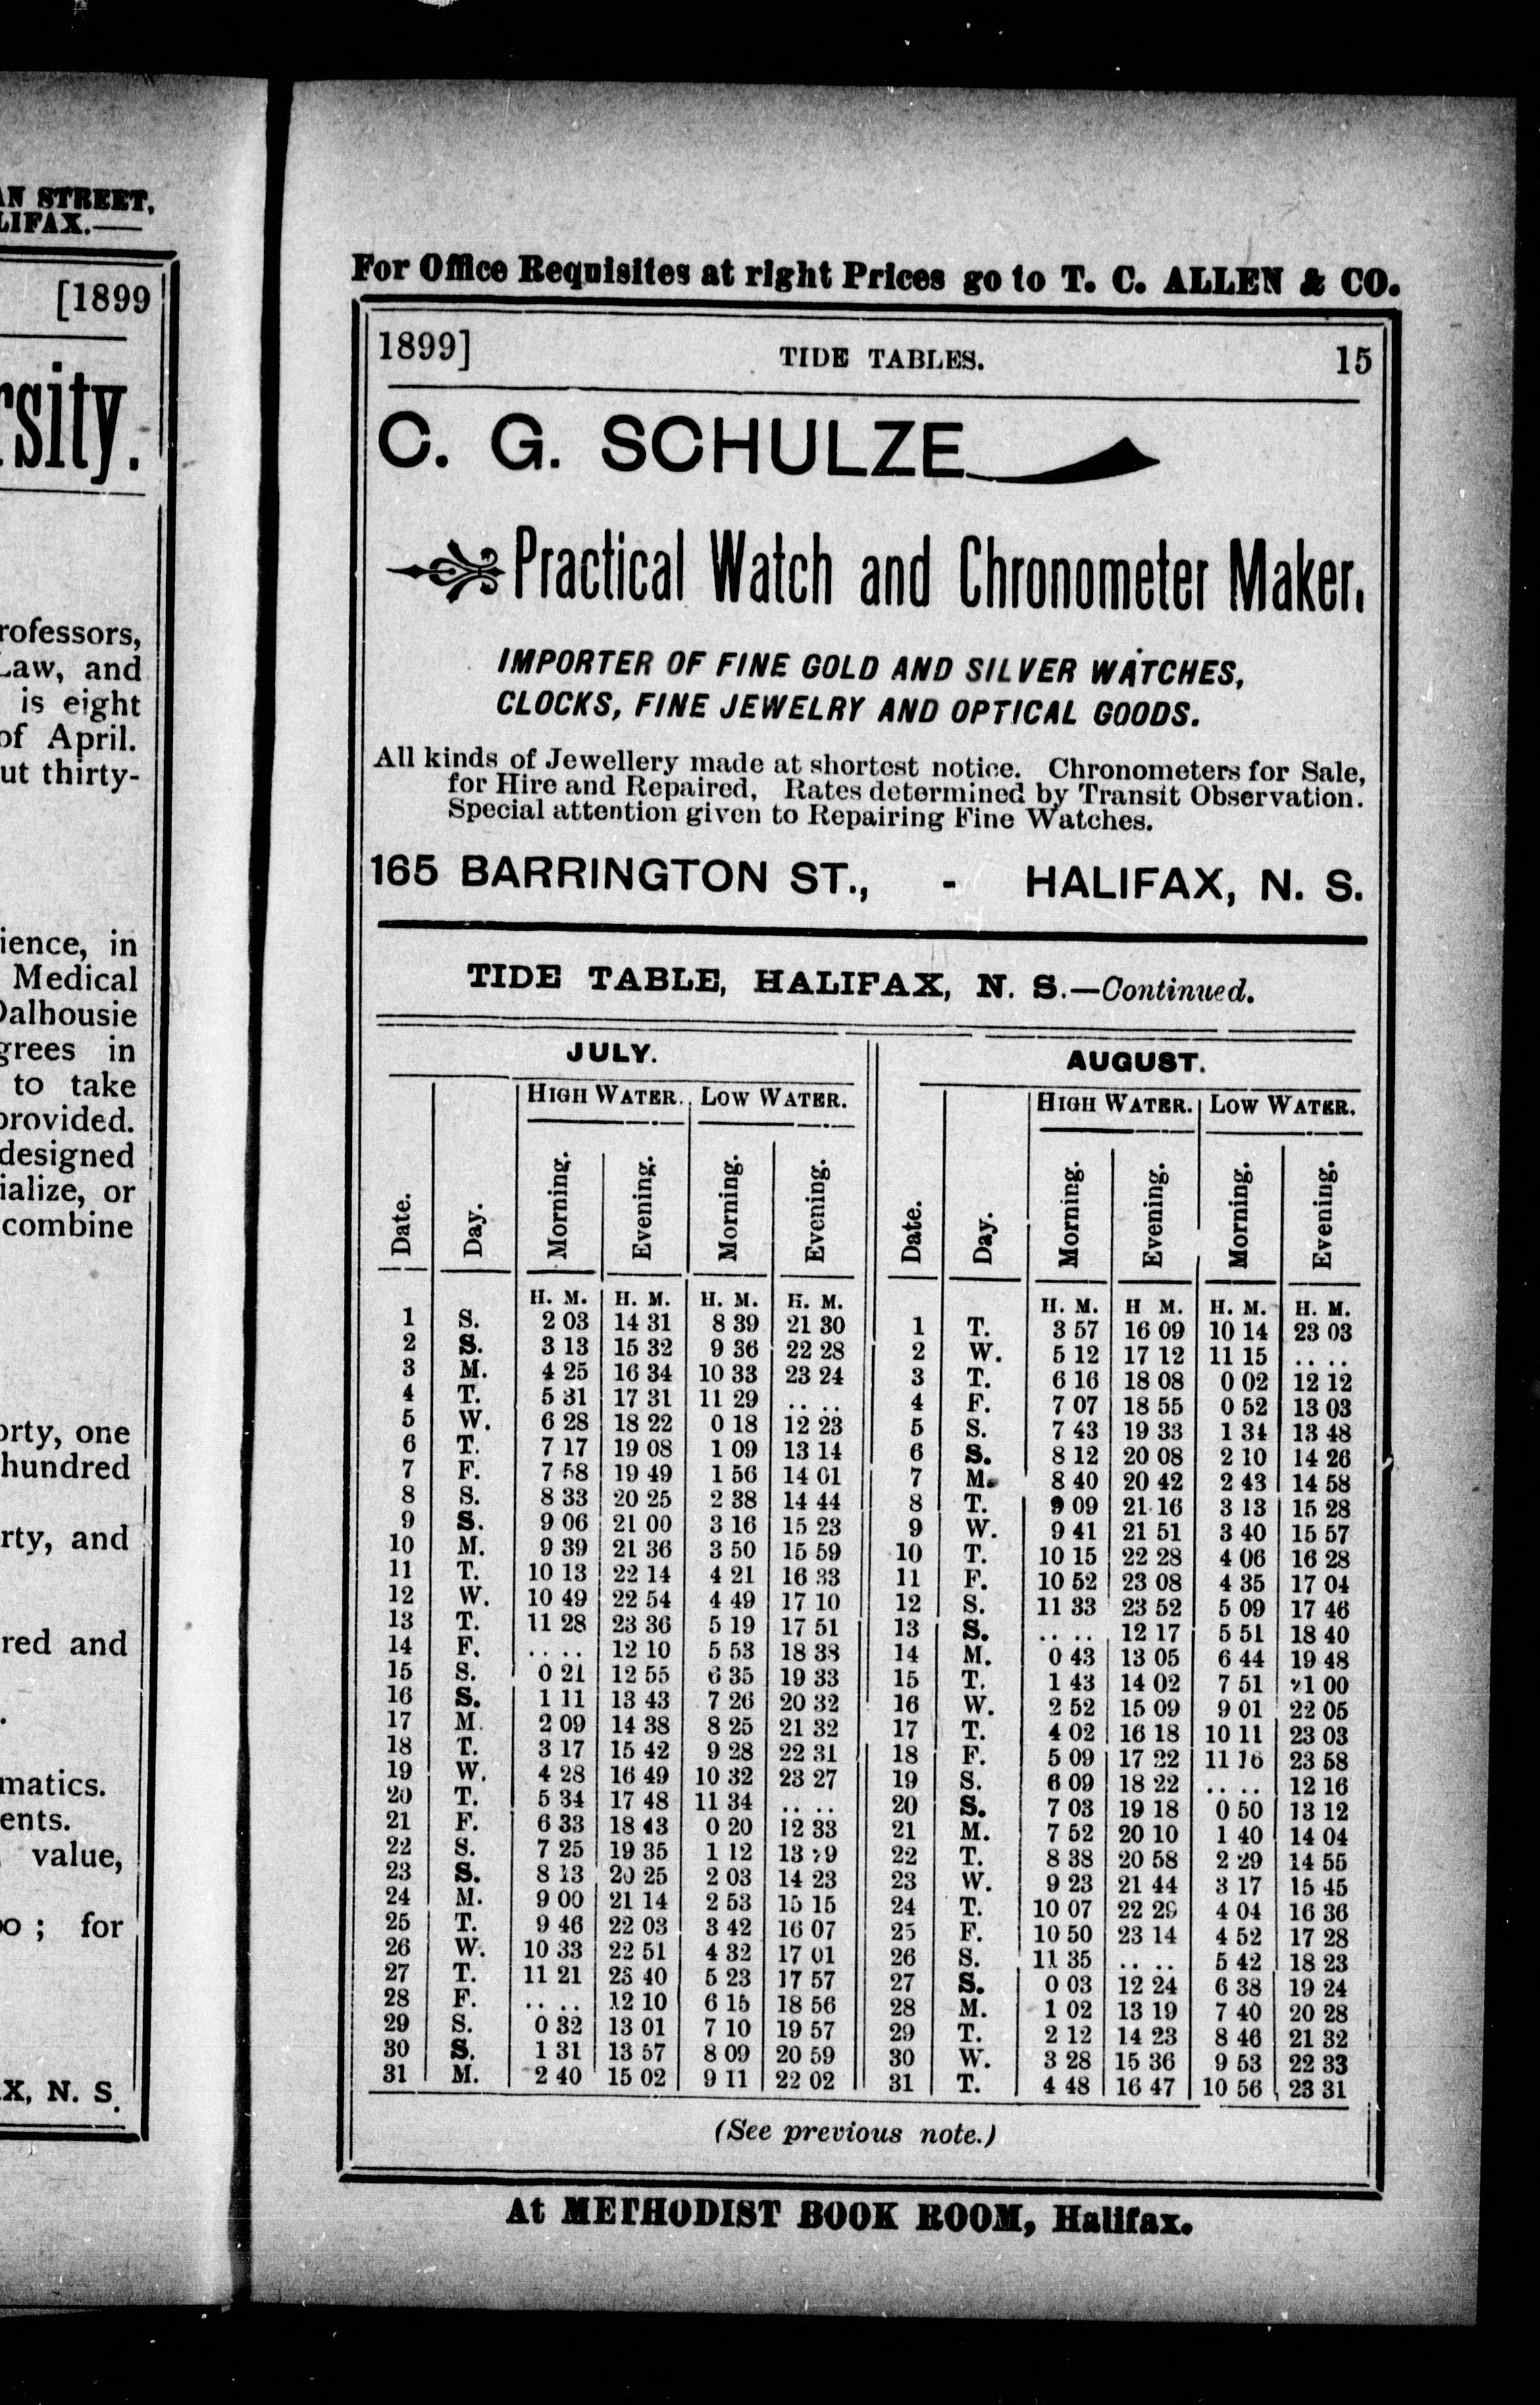 AN STREET,
LIFAX.—
[1899
rsity.
rofessors,
Law, and
is eight
of April.
ut thirty-
ience, in
Medical
Dalhousie
grees in
to take
provided.
designed
ialize, or
combine
orty, one
hundred
rty, and
red and
matics.
ents.
value,
oo ; for
X, N. S.
For Office Requisites at right Prices go to T. C. ALLEN & CO.
1899] TIDE TABLES. 15
C. G. SCHULZE
Practical Watch and Chronometer Maker.
IMPORTER OF FINE GOLD AND SILVER WATCHES,
CLOCKS, FINE JEWELRY AND OPTICAL GOODS.
All kinds of Jewellery made at shortest notice. Chronometers for Sale,
for Hire and Repaired, Rates determined by Transit Observation.
Special attention given to Repairing Fine Watches.
165 BARRINGTON ST., - HALIFAX, N. S.
TIDE TABLE, HALIFAX, N. S.—Continued.
JULY. AUGUST.
HIGH WATER. LOW WATER. HIGH WATER. LOW WATER.
Date. Day. Morning. Evening. Morning. Evening. Date. Day. Morning. Evening. Morning. Evening.
H. M. H. M. H. M. H. M. H. M. H M. H. M. H. M.
1 S. 2 03 14 31 8 39 21 30 1 T. 3 57 16 09 10 14 23 03
2 S. 3 13 15 32 9 36 22 28 2 W. 5 12 17 12 11 15 .. ..
3 M. 4 25 16 34 10 33 23 24 3 T. 6 16 18 08 0 02 12 12
4 T. 5 31 17 31 11 29 .. .. 4 F. 7 07 18 55 0 52 13 03
5 W. 6 28 18 22 0 18 12 23 5 S. 7 43 19 33 1 34 13 48
6 T. 7 17 19 08 1 09 13 14 6 S. 8 12 20 08 2 10 14 26
7 F. 7 58 19 49 1 56 14 01 7 M. 8 40 20 42 2 43 14 58
8 S. 8 33 20 25 2 38 14 44 8 T. 9 09 21 16 3 13 15 28
9 S. 9 06 21 00 3 16 15 23 9 W. 9 41 21 51 3 40 15 57
10 M. 9 39 21 36 3 50 15 59 10 T. 10 15 22 28 4 06 16 28
11 T. 10 13 22 14 4 21 16 33 11 F. 10 52 23 08 4 35 17 04
12 W. 10 49 22 54 4 49 17 10 12 S. 11 33 23 52 5 09 17 46
13 T. 11 28 23 36 5 19 17 51 13 S. .. .. 12 17 5 51 18 40
14 F. .. .. 12 10 5 53 18 38 14 M. 0 43 13 05 6 44 19 48
15 S. 0 21 12 55 6 35 19 33 15 T. 1 43 14 02 7 51 21 00
16 S. 1 11 13 43 7 26 20 32 16 W. 2 52 15 09 9 01 22 05
17 M. 2 09 14 38 8 25 21 32 17 T. 4 02 16 18 10 11 23 03
18 T. 3 17 15 42 9 28 22 31 18 F. 5 09 17 22 11 16 23 58
19 W. 4 28 16 49 10 32 23 27 19 S. 6 09 18 22 .. .. 12 16
20 T. 5 34 17 48 11 34 .. .. 20 S. 7 03 19 18 0 50 13 12
21 F. 6 33 18 43 0 20 12 33 21 M. 7 52 20 10 1 40 14 04
22 S. 7 25 19 35 1 12 13 29 22 T. 8 38 20 58 2 29 14 55
23 S. 8 13 20 25 2 03 14 23 23 W. 9 23 21 44 3 17 15 45
24 M. 9 00 21 14 2 53 15 15 24 T. 10 07 22 29 4 04 16 36
25 T. 9 46 22 03 3 42 16 07 25 F. 10 50 23 14 4 52 17 28
26 W. 10 33 22 51 4 32 17 01 26 S. 11 35 .. .. 5 42 18 23
27 T. 11 21 23 40 5 23 17 57 27 S. 0 03 12 24 6 38 19 24
28 F. .. .. 12 10 6 15 18 56 28 M. 1 02 13 19 7 40 20 28
29 S. 0 32 13 01 7 10 19 57 29 T. 2 12 14 23 8 46 21 32
30 S. 1 31 13 57 8 09 20 59 30 W. 3 28 15 36 9 53 22 33
31 M. 2 40 15 02 9 11 22 02 31 T. 4 48 16 47 10 56 23 31
(See previous note.)
At METHODIST BOOK ROOM, Halifax.